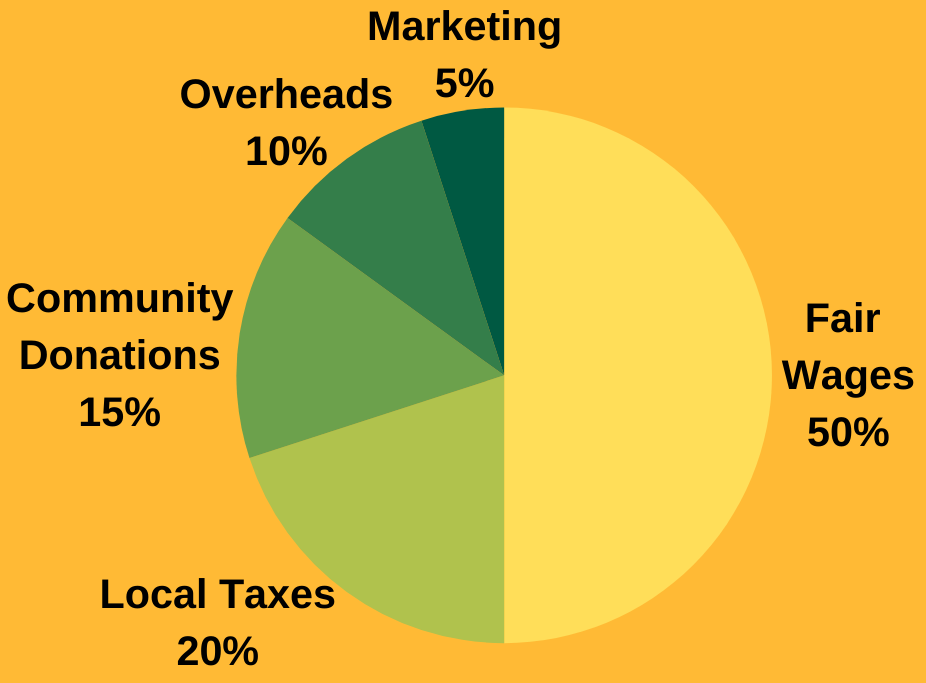 Marketing
5%
Overheads
10%
Community
Donations
15%
Fair
Wages
50%
Local Taxes
20%